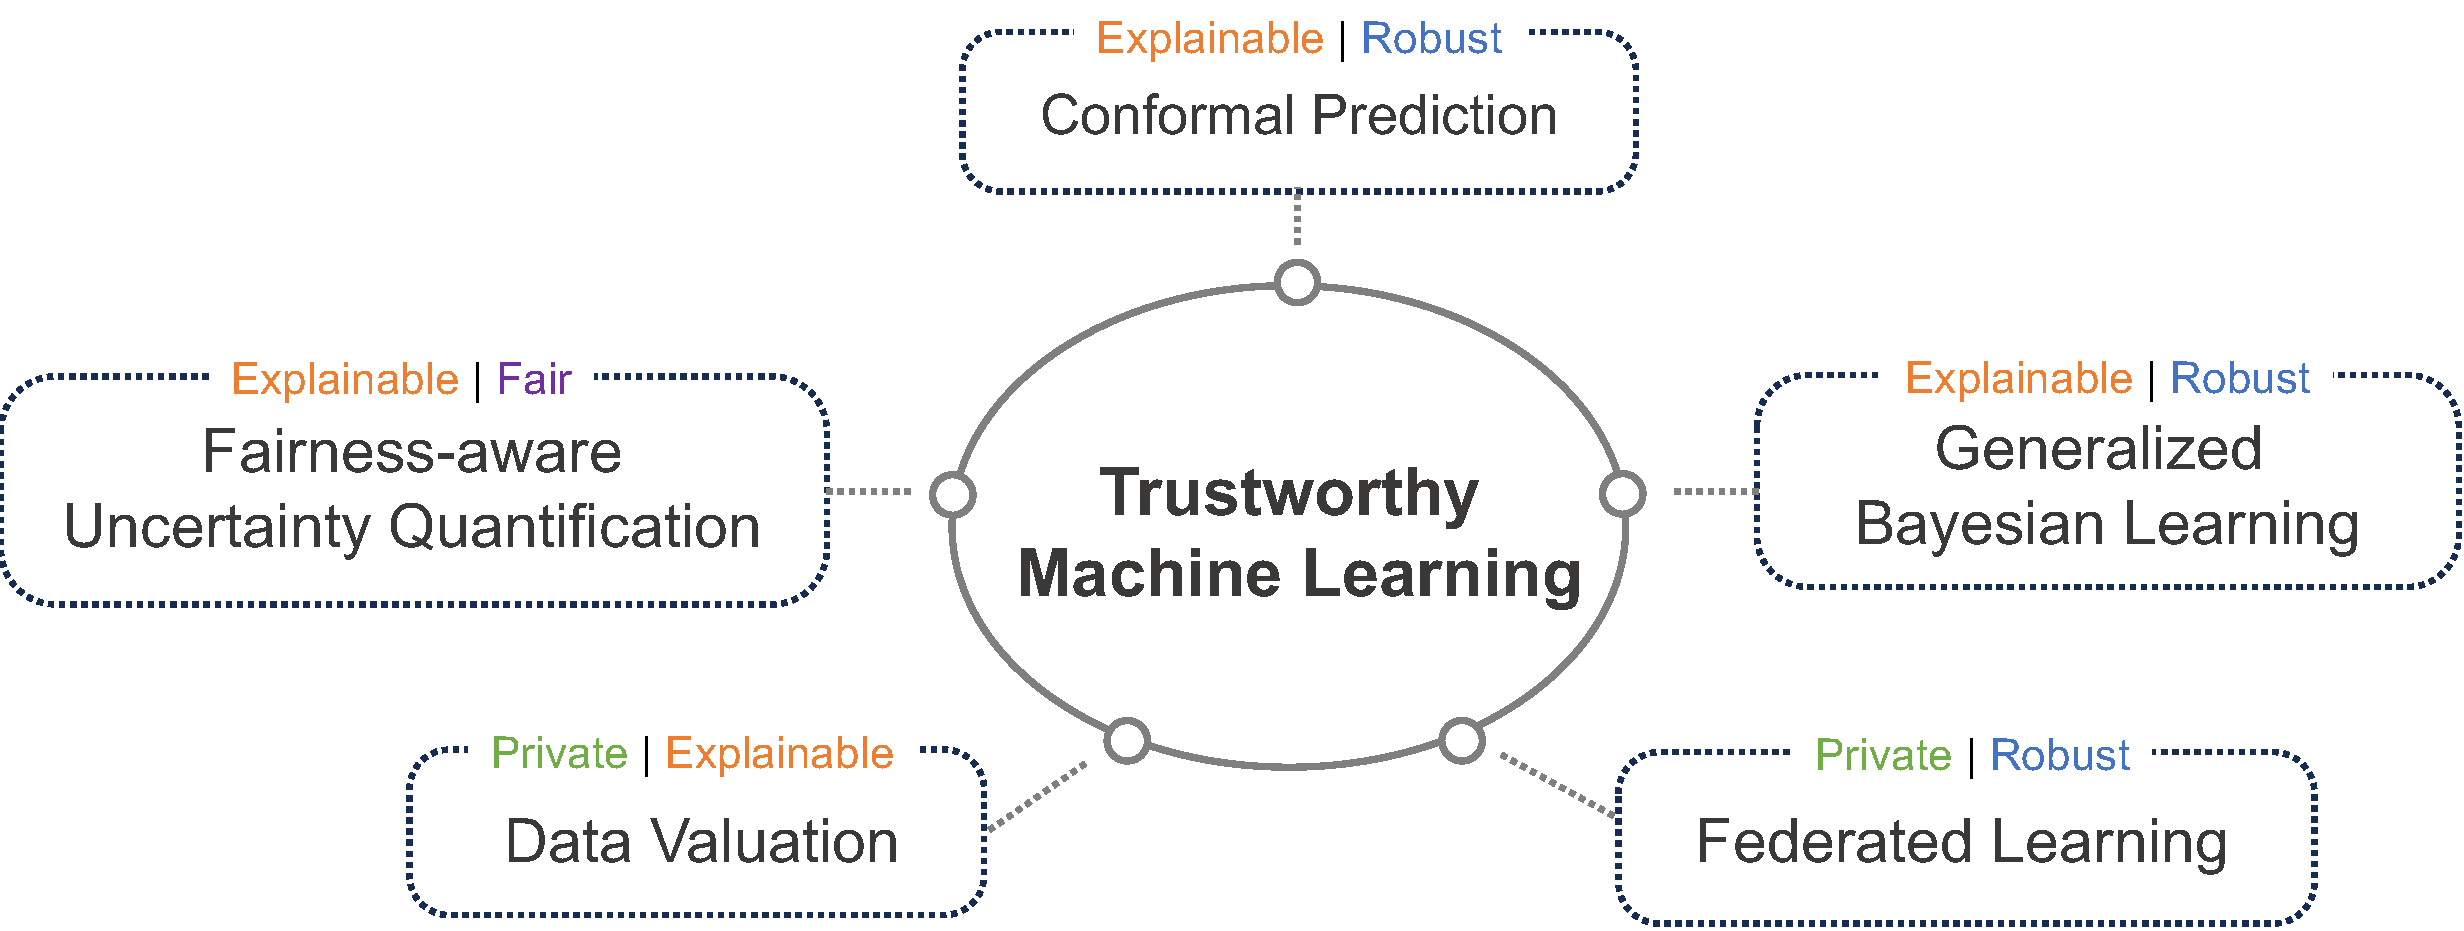 Explainable | Robust
Conformal Prediction
Explainable | Fair
Fairness-aware
Uncertainty Quantification
Trustworthy
Machine Learning
Explainable | Robust
Generalized
Bayesian Learning
Private | Explainable
Data Valuation
Private | Robust
Federated Learning